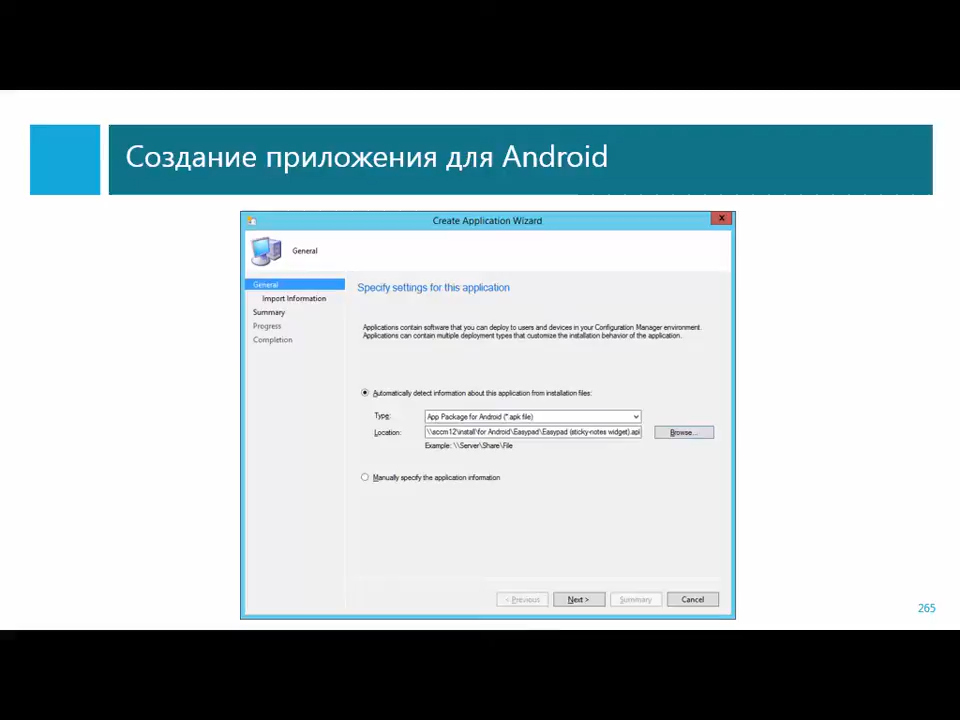 Создание приложения для Android
Create Application Wizard
x
General
General
Import Information
Summary
Progress
Completion
Specify settings for this application
Applications contain software that you can deploy to users and devices in your Configuration Manager environment.
Applications can contain multiple deployment types that customize the installation behavior of the application.
Automatically detect information about this application from installation files:
Type: App Package for Android (*.apk file)
Location: \\sccm12\install\for Android\Easypad\Easypad (sticky-notes widget).apk Browse...
Example: \\Server\Share\File
Manually specify the application information
< Previous Next > Summary Cancel
265